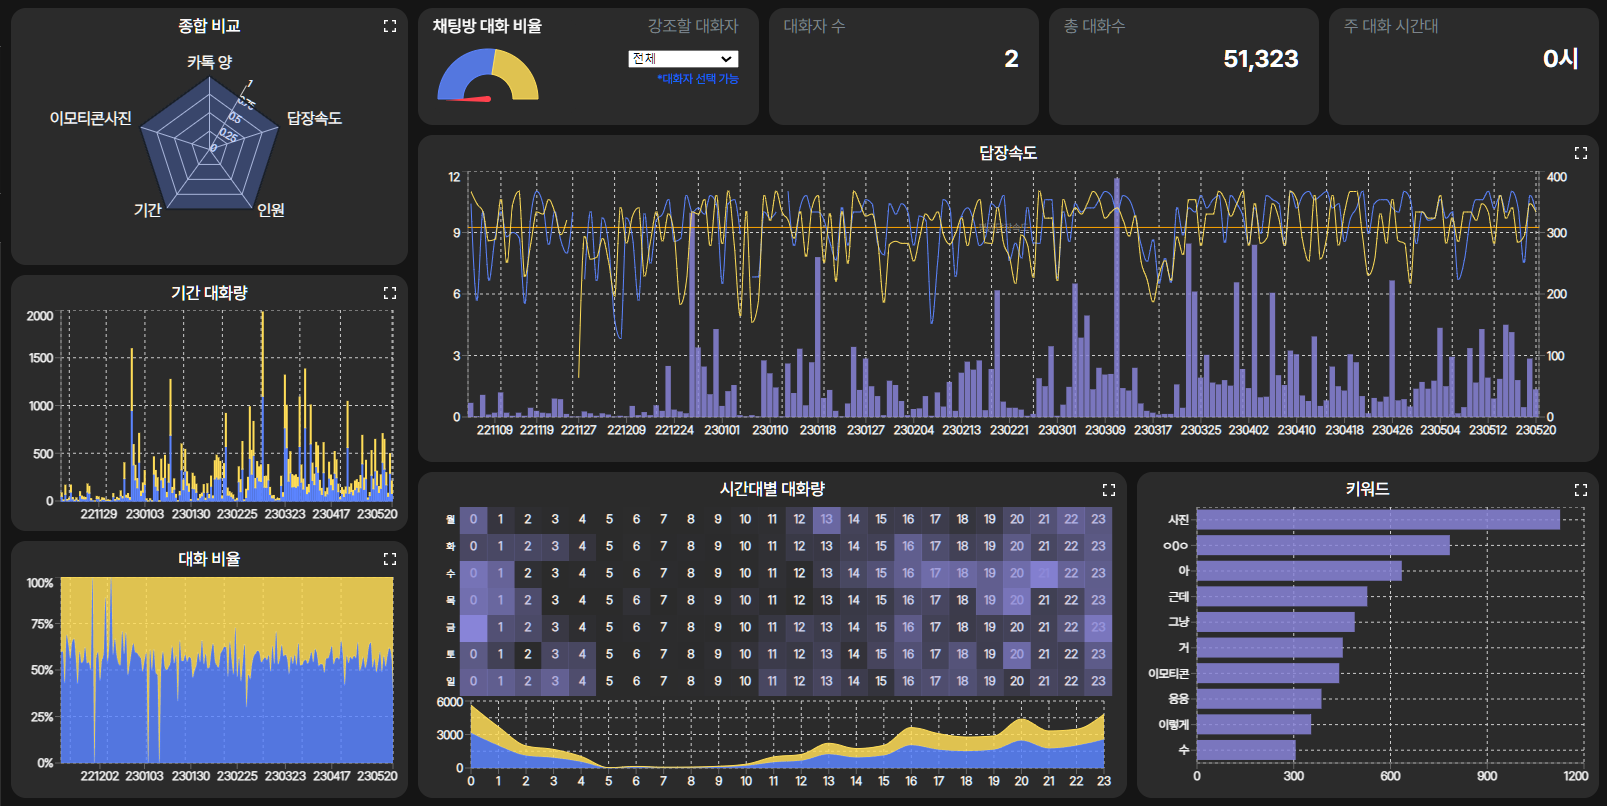 종합 비교
카톡 양
이모티콘사진
답장속도
기간
인원
1
0.75
0.5
0.25
0
채팅방 대화 비율
강조할 대화자
전체
*대화자 선택 가능
대화자 수
2
총 대화수
51,323
주 대화 시간대
0시
답장속도
12
9
6
3
0
400
300
200
100
0
221109 221119 221127 221209 221224 230101 230110 230118 230127 230204 230213 230221 230301 230309 230317 230325 230402 230410 230418 230426 230504 230512 230520
기간 대화량
2000
1500
1000
500
0
221129 230103 230130 230225 230323 230417 230520
대화 비율
100%
75%
50%
25%
0%
221202 230103 230130 230225 230323 230417 230520
시간대별 대화량
월 0 1 2 3 4 5 6 7 8 9 10 11 12 13 14 15 16 17 18 19 20 21 22 23
화 0 1 2 3 4 5 6 7 8 9 10 11 12 13 14 15 16 17 18 19 20 21 22 23
수 0 1 2 3 4 5 6 7 8 9 10 11 12 13 14 15 16 17 18 19 20 21 22 23
목 0 1 2 3 4 5 6 7 8 9 10 11 12 13 14 15 16 17 18 19 20 21 22 23
금 0 1 2 3 4 5 6 7 8 9 10 11 12 13 14 15 16 17 18 19 20 21 22 23
토 0 1 2 3 4 5 6 7 8 9 10 11 12 13 14 15 16 17 18 19 20 21 22 23
일 0 1 2 3 4 5 6 7 8 9 10 11 12 13 14 15 16 17 18 19 20 21 22 23
6000
3000
0
0 1 2 3 4 5 6 7 8 9 10 11 12 13 14 15 16 17 18 19 20 21 22 23
키워드
사진
ㅇ0ㅇ
아
근데
그냥
거
이모티콘
웅웅
이렇게
수
0 300 600 900 1200